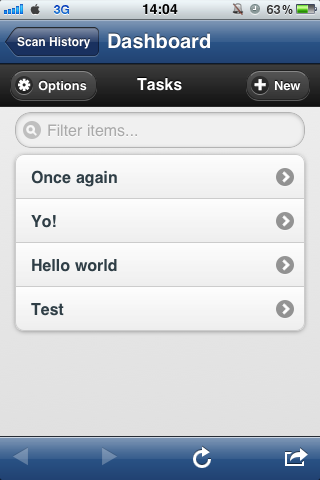 3G 14:04 63%
Scan History Dashboard
Options Tasks New
Filter items...
Once again
Yo!
Hello world
Test